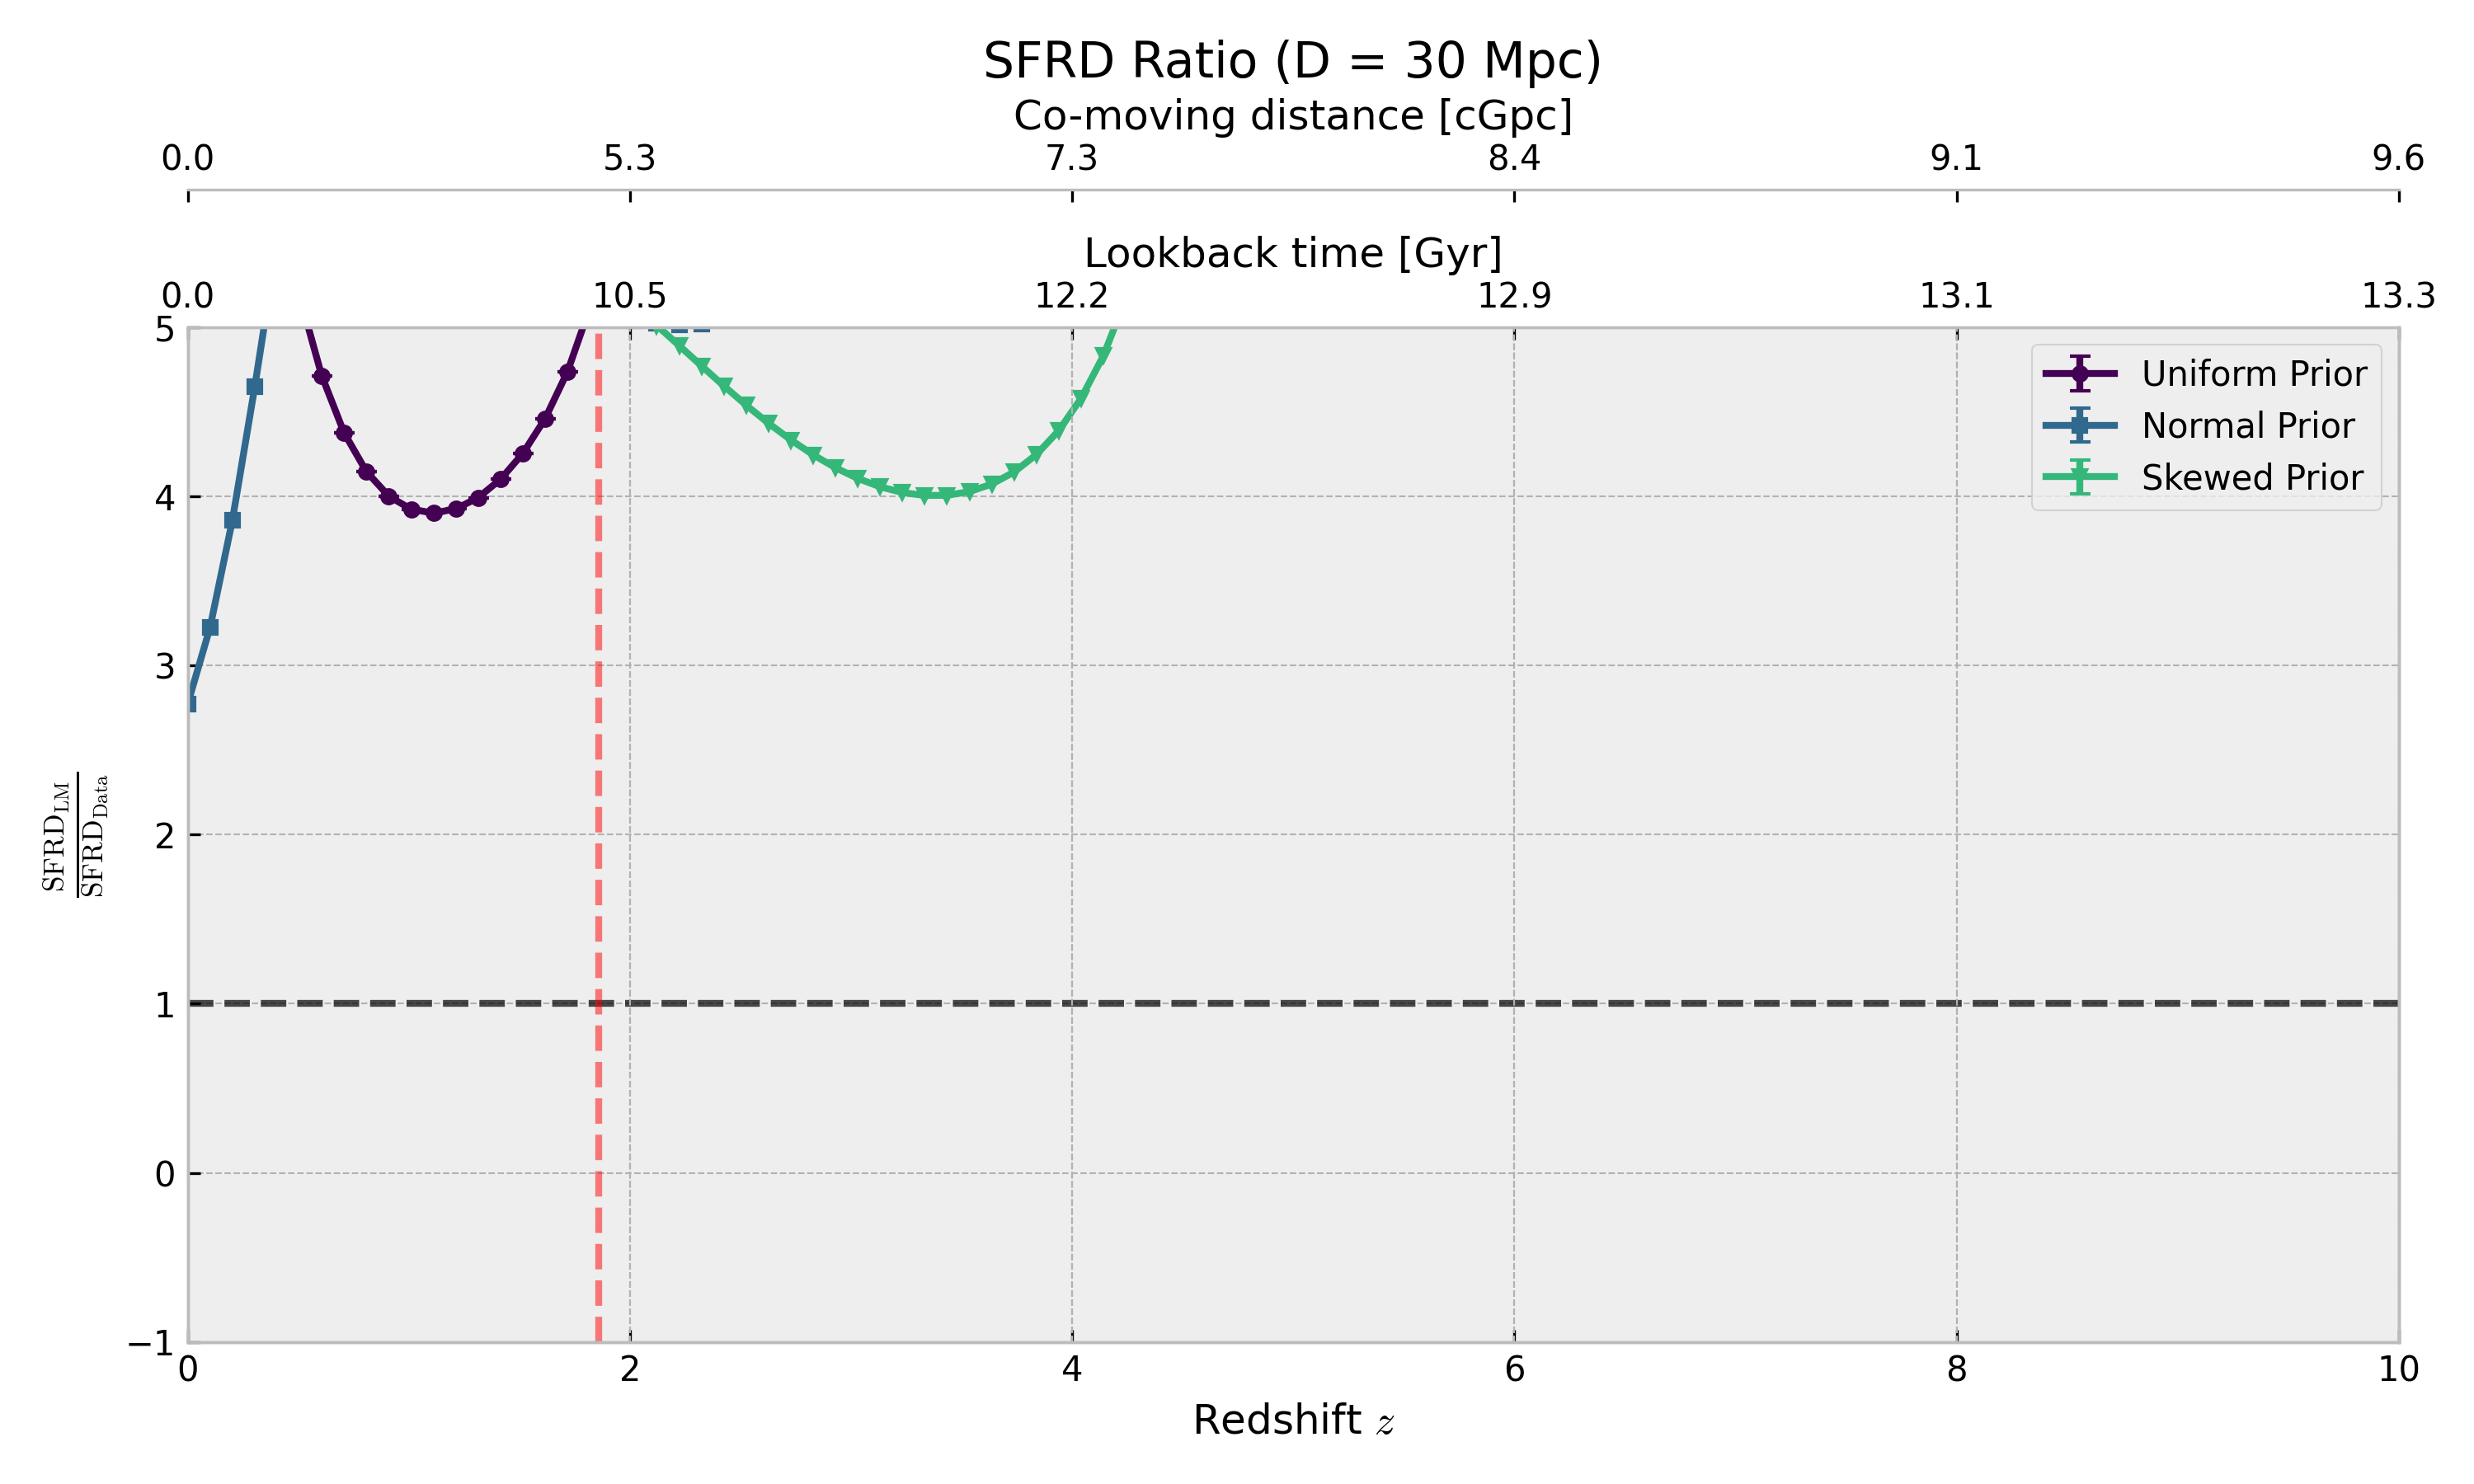 SFRD Ratio (D = 30 Mpc)
Co-moving distance [cGpc]
0.0 5.3 7.3 8.4 9.1 9.6
Lookback time [Gyr]
0.0 10.5 12.2 12.9 13.1 13.3
Uniform Prior
Normal Prior
Skewed Prior
5
4
3
2
1
0
−1
SFRD_LM
SFRD_Data
0 2 4 6 8 10
Redshift z